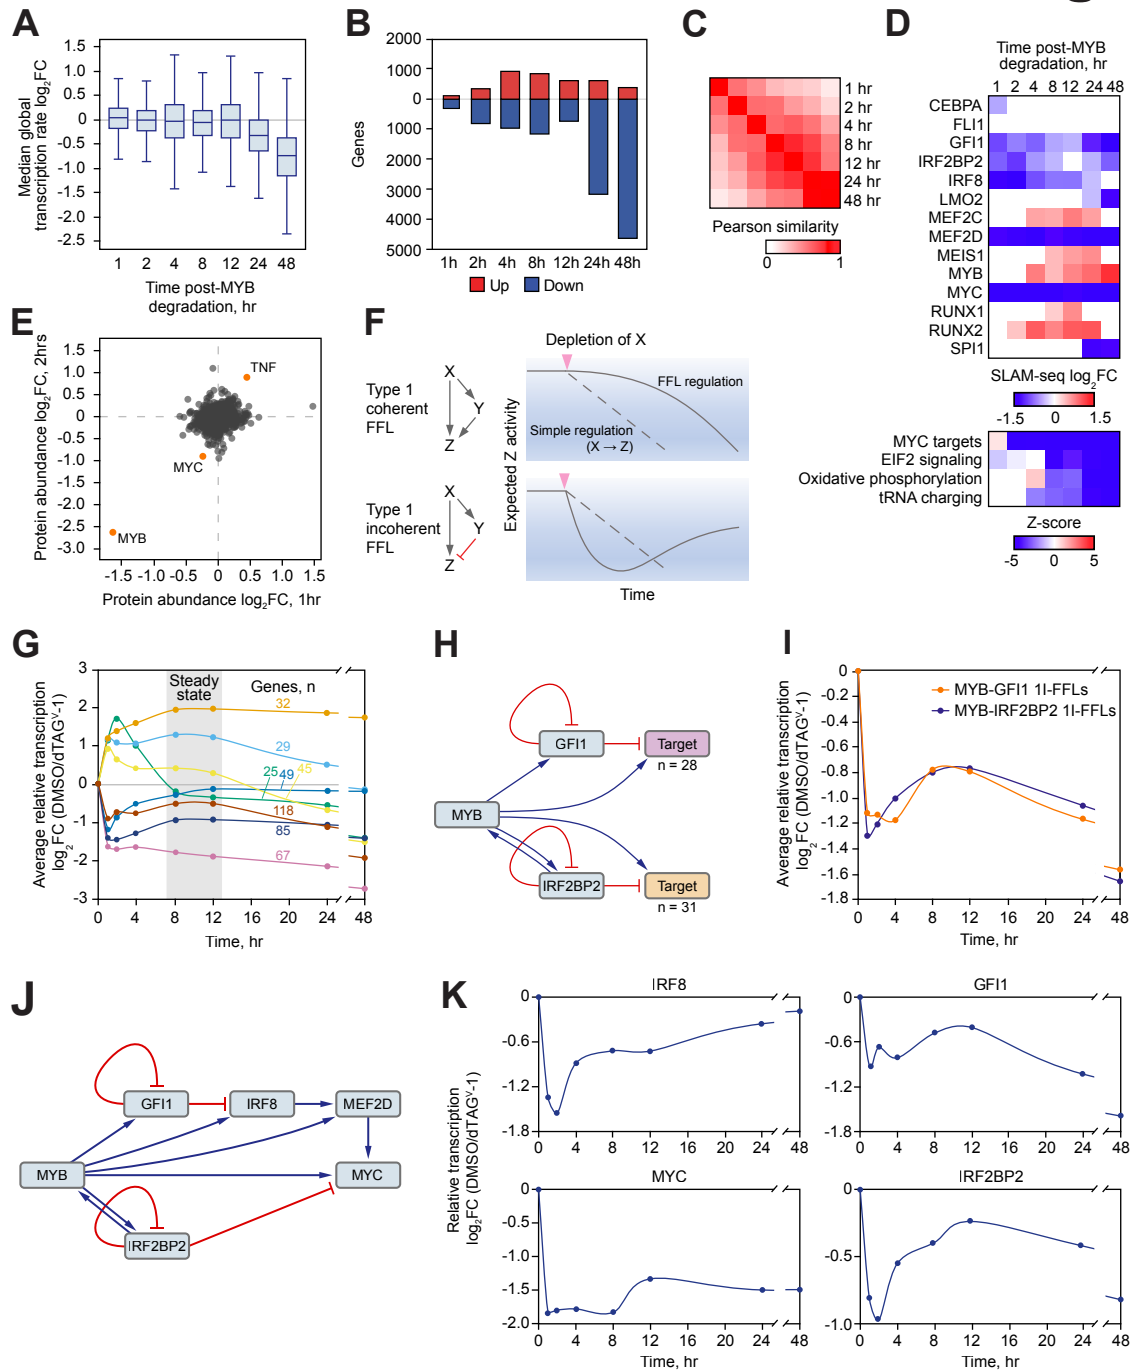 A
Median global
transcription rate log2FC
1.5
1.0
0.5
0
-0.5
-1.0
-1.5
-2.0
-2.5
1 2 4 8 12 24 48
Time post-MYB
degradation, hr
B
Genes
2000
1000
0
1000
2000
3000
4000
5000
1h 2h 4h 8h 12h 24h 48h
Up Down
C
1 hr
2 hr
4 hr
8 hr
12 hr
24 hr
48 hr
Pearson similarity
0 1
D
Time post-MYB
degradation, hr
1 2 4 8 12 24 48
CEBPA
FLI1
GFI1
IRF2BP2
IRF8
LMO2
MEF2C
MEF2D
MEIS1
MYB
MYC
RUNX1
RUNX2
SPI1
SLAM-seq log2FC
-1.5 1.5
MYC targets
EIF2 signaling
Oxidative phosphorylation
tRNA charging
Z-score
-5 5
E
Protein abundance log2FC, 2hrs
1.5
1.0
0.5
0
-0.5
-1.0
-1.5
-2.0
-2.5
-3.0
TNF
MYC
MYB
-1.5 -1.0 -0.5 0 0.5 1.0 1.5
Protein abundance log2FC, 1hr
F
Depletion of X
Type 1
coherent
FFL
X
Y
Z
Expected Z activity
FFL regulation
Simple regulation
(X → Z)
Type 1
incoherent
FFL
X
Y
Z
Time
G
Average relative transcription
log2FC (DMSO/dTAGV-1)
3
2
1
0
-1
-2
-3
Steady
state
Genes, n
32
29
25
49
45
118
85
67
0 4 8 12 16 20 24 48
Time, hr
H
GFI1
Target
n = 28
MYB
IRF2BP2
Target
n = 31
I
Average relative transcription
log2FC (DMSO/dTAGV-1)
0
-0.2
-0.4
-0.6
-0.8
-1.0
-1.2
-1.4
-1.6
-1.8
MYB-GFI1 1I-FFLs
MYB-IRF2BP2 1I-FFLs
0 4 8 12 16 20 24 48
Time, hr
J
GFI1
IRF8
MEF2D
MYB
MYC
IRF2BP2
K
Relative transcription
log2FC (DMSO/dTAGV-1)
IRF8
0
-0.6
-1.2
-1.8
0 4 8 12 16 20 24 48
GFI1
0
-0.6
-1.2
-1.8
0 4 8 12 16 20 24 48
MYC
0
-0.5
-1.0
-1.5
-2.0
0 4 8 12 16 20 24 48
Time, hr
IRF2BP2
0
-0.5
-1.0
0 4 8 12 16 20 24 48
Time, hr